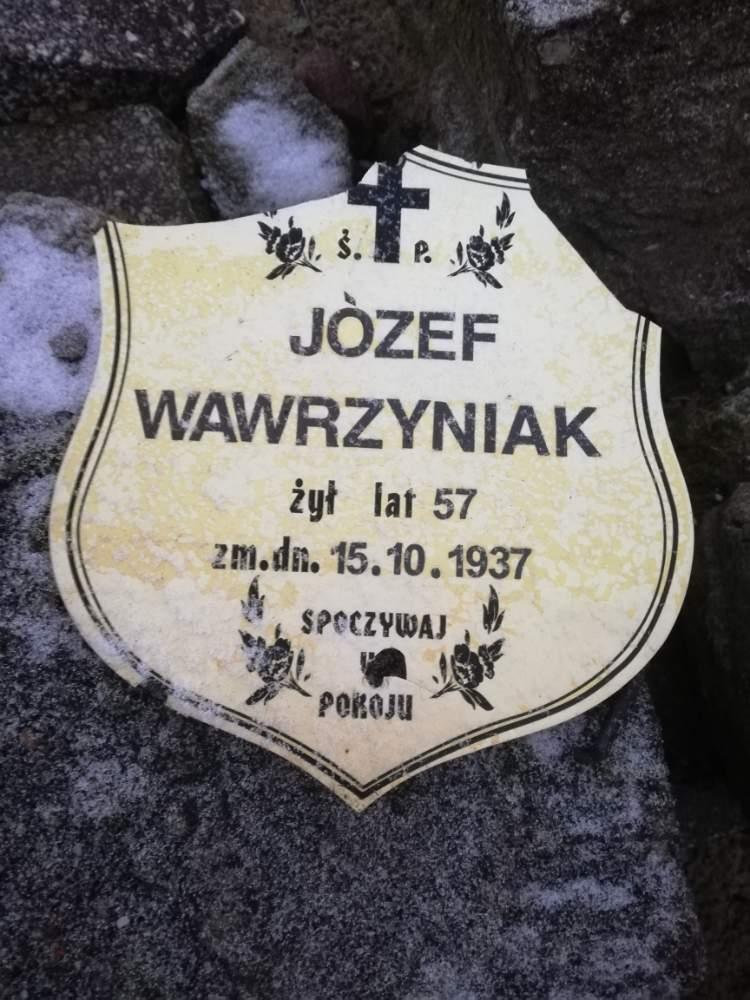 Ś. P.
JÒZEF
WAWRZYNIAK
żył lat 57
zm.dn. 15.10.1937
SPOCZYWAJ
POKOJU